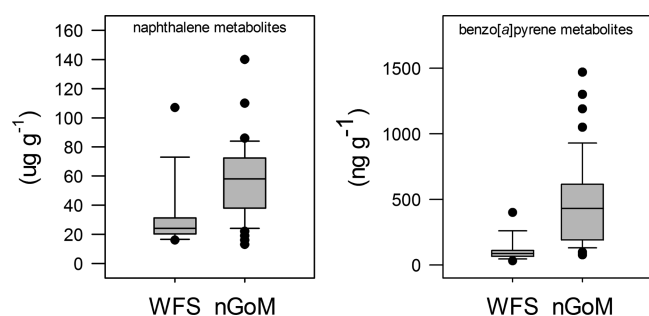 naphthalene metabolites
160
140
120
100
80
60
40
20
0
(ug g⁻¹)
WFS nGoM
benzo[a]pyrene metabolites
1500
1000
500
0
(ng g⁻¹)
WFS nGoM